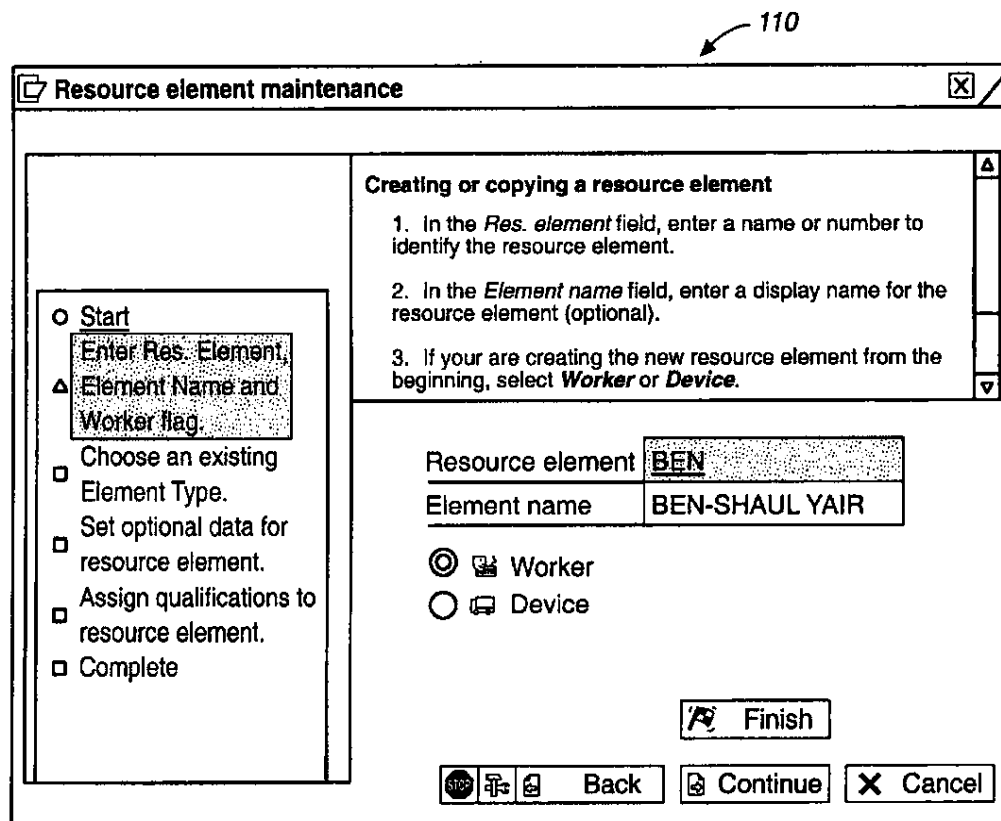 110
Resource element maintenance
Creating or copying a resource element
1. In the Res. element field, enter a name or number to
identify the resource element.
2. In the Element name field, enter a display name for the
resource element (optional).
3. If your are creating the new resource element from the
beginning, select Worker or Device.
Start
Enter Res. Element,
Element Name and
Worker flag.
Choose an existing
Element Type.
Set optional data for
resource element.
Assign qualifications to
resource element.
Complete
Resource element BEN
Element name BEN-SHAUL YAIR
Worker
Device
Finish
STOP Back Continue Cancel